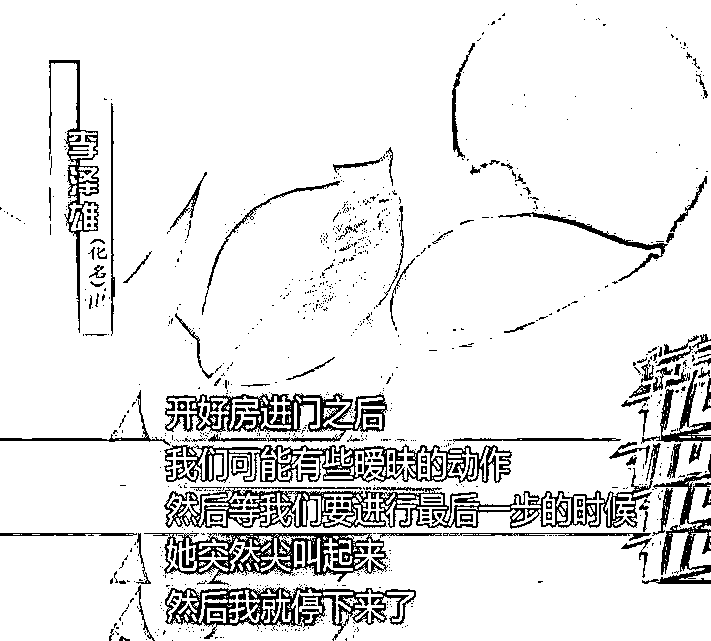 李泽雄
(化名)
开好房进门之后
我们可能有些暧昧的动作
然后等我们要进行最后一步的时候
她突然尖叫起来
然后我就停下来了